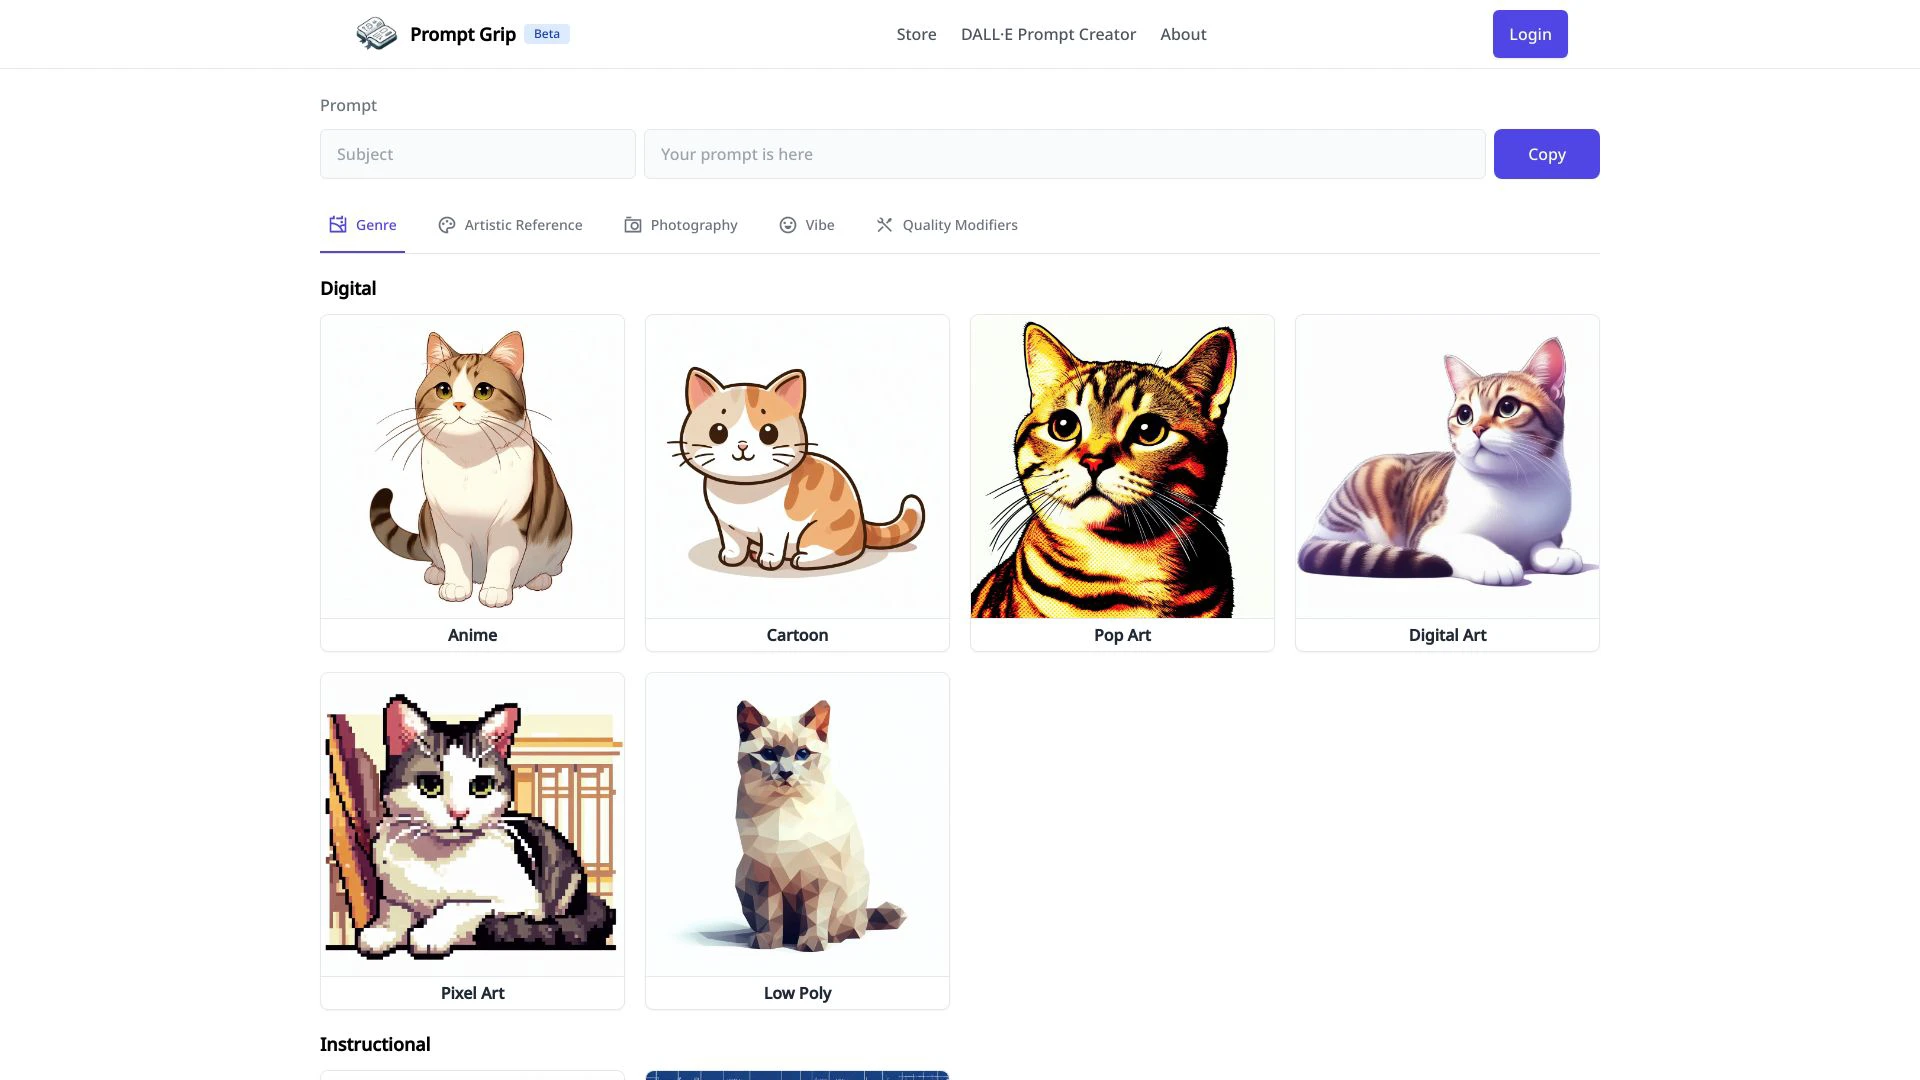 Prompt Grip Beta Store DALL·E Prompt Creator About Login
Prompt
Subject Your prompt is here Copy
Genre Artistic Reference Photography Vibe Quality Modifiers
Digital
Anime Cartoon Pop Art Digital Art
Pixel Art Low Poly
Instructional